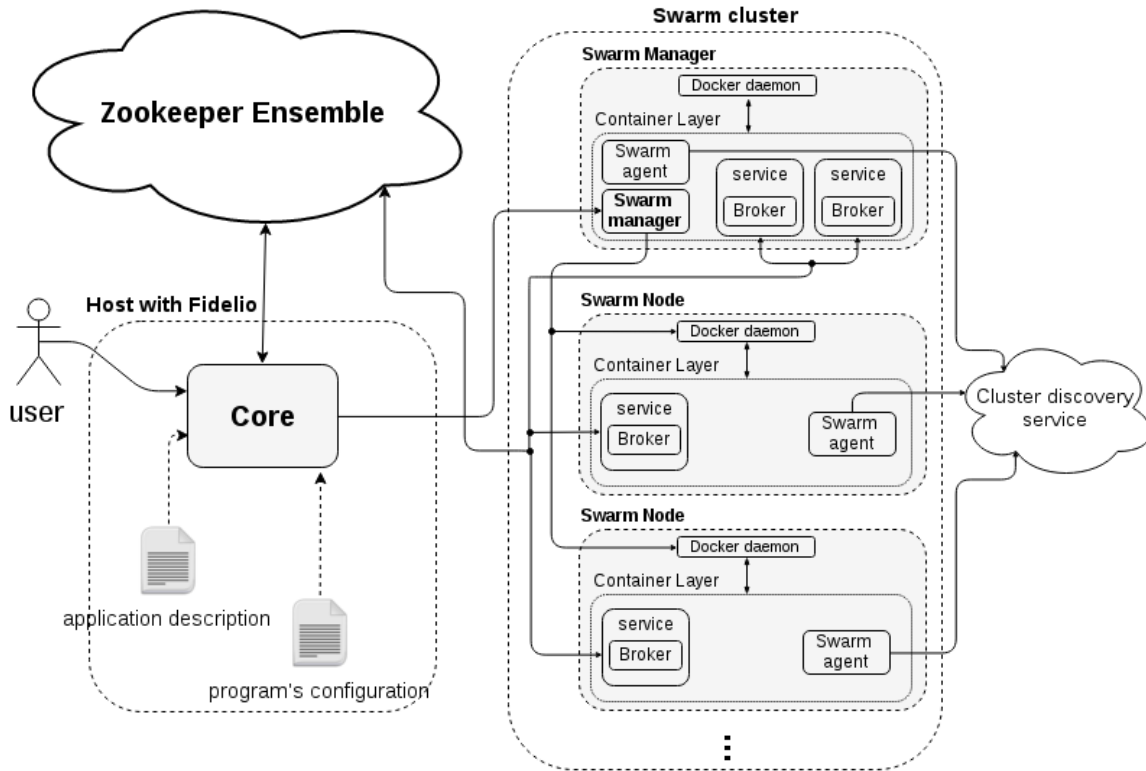 Swarm cluster
Zookeeper Ensemble
Swarm Manager
Docker daemon
Container Layer
Swarm
agent
Swarm
manager
service
Broker
service
Broker
Host with Fidelio
user
Core
application description
program's configuration
Swarm Node
Docker daemon
Container Layer
service
Broker
Swarm
agent
Cluster discovery
service
Swarm Node
Docker daemon
Container Layer
service
Broker
Swarm
agent